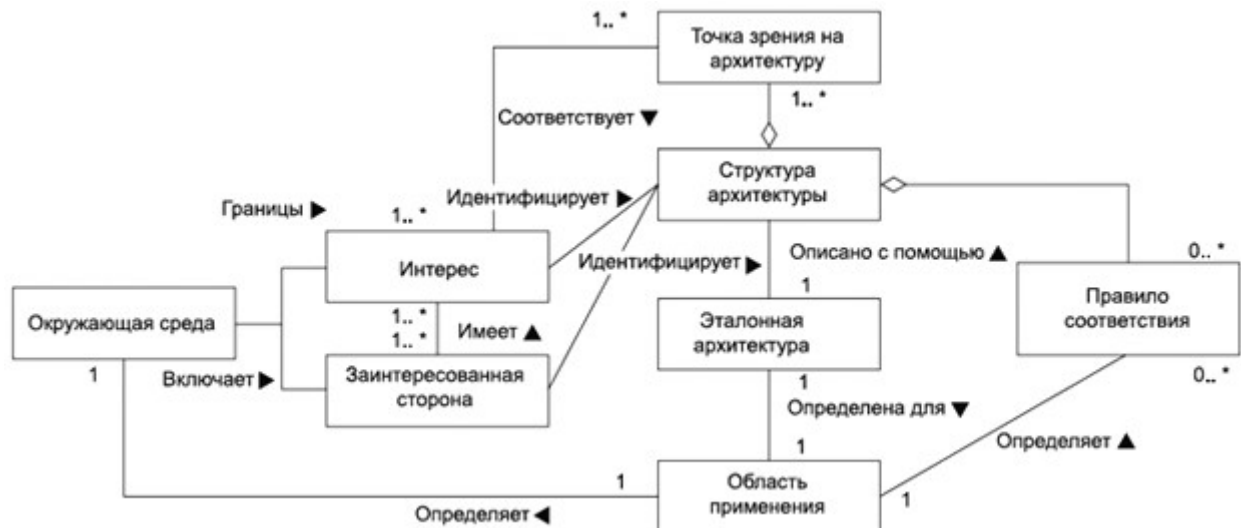 1.. *
Точка зрения на
архитектуру
1.. *
Соответствует ▼
Структура
архитектуры
Идентифицирует ►
Границы ►
1.. *
Интерес
Идентифицирует ►
Описано с помощью ▲
0.. *
1
Правило
соответствия
Окружающая среда
1.. *
1.. *
Имеет ▲
Эталонная
архитектура
1
Включает ►
Заинтересованная
сторона
1
0.. *
Определена для ▼
Определяет ▲
1
1
Область
применения
1
Определяет ◄